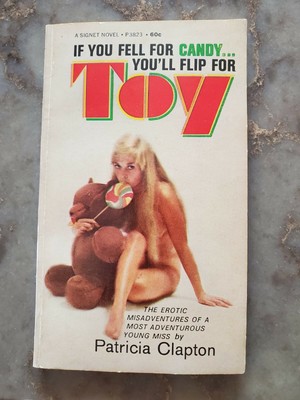 A SIGNET NOVEL • P3823 • 60c
IF YOU FELL FOR CANDY...
YOU'LL FLIP FOR
TOY
THE EROTIC
MISADVENTURES OF A
MOST ADVENTUROUS
YOUNG MISS by
Patricia Clapton